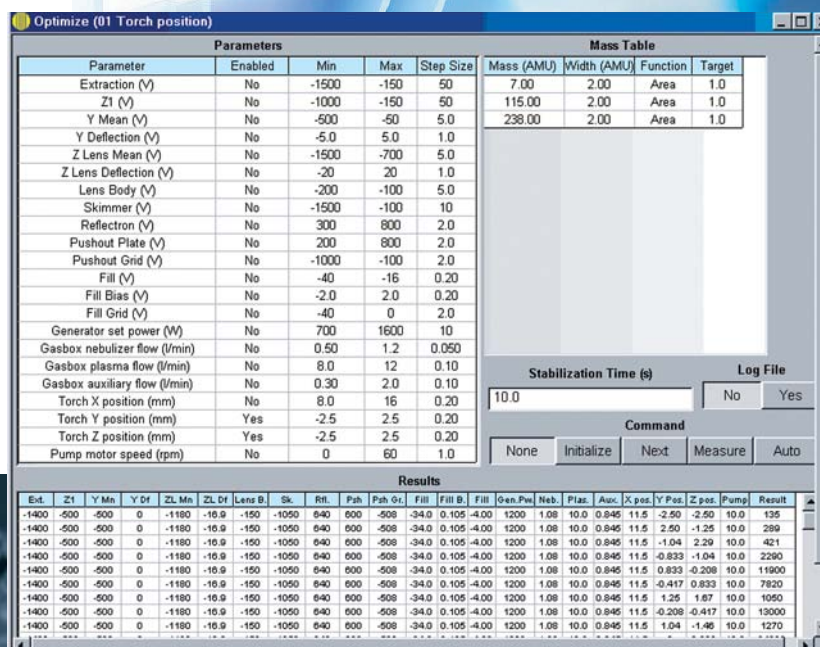 Optimize (01 Torch position)
Parameters
Parameter Enabled Min Max Step Size
Extraction (V) No -1500 -150 50
Z1 (V) No -1000 -150 50
Y Mean (V) No -500 -50 5.0
Y Deflection (V) No -5.0 5.0 1.0
Z Lens Mean (V) No -1500 -700 5.0
Z Lens Deflection (V) No -20 20 1.0
Lens Body (V) No -200 -100 5.0
Skimmer (V) No -1500 -100 10
Reflectron (V) No 300 800 2.0
Pushout Plate (V) No 200 800 2.0
Pushout Grid (V) No -1000 -100 2.0
Fill (V) No -40 -16 0.20
Fill Bias (V) No -2.0 2.0 0.20
Fill Grid (V) No -40 0 2.0
Generator set power (W) No 700 1600 10
Gasbox nebulizer flow (l/min) No 0.50 1.2 0.050
Gasbox plasma flow (l/min) No 8.0 12 0.10
Gasbox auxiliary flow (l/min) No 0.30 2.0 0.10
Torch X position (mm) No 8.0 16 0.20
Torch Y position (mm) Yes -2.5 2.5 0.20
Torch Z position (mm) Yes -2.5 2.5 0.20
Pump motor speed (rpm) No 0 60 1.0
Mass Table
Mass (AMU) Width (AMU) Function Target
7.00 2.00 Area 1.0
115.00 2.00 Area 1.0
238.00 2.00 Area 1.0
Stabilization Time (s) Log File
10.0 No Yes
Command
None Initialize Next Measure Auto
Results
Ext. Z1 Y Mn Y Df ZL Mn ZL Df Lens B. Sk. Rfl. Psh Psh Gr. Fill Fill B. Fill Gen.Pw. Neb. Plas. Aux. X pos. Y Pos. Z pos. Pump Result
-1400 -500 -500 0 -1180 -16.9 -150 -1050 640 600 -508 -34.0 0.105 -4.00 1200 1.08 10.0 0.845 11.5 -2.50 -2.50 10.0 135
-1400 -500 -500 0 -1180 -16.9 -150 -1050 640 600 -508 -34.0 0.105 -4.00 1200 1.08 10.0 0.845 11.5 2.50 -1.25 10.0 289
-1400 -500 -500 0 -1180 -16.9 -150 -1050 640 600 -508 -34.0 0.105 -4.00 1200 1.08 10.0 0.845 11.5 -1.04 2.29 10.0 421
-1400 -500 -500 0 -1180 -16.9 -150 -1050 640 600 -508 -34.0 0.105 -4.00 1200 1.08 10.0 0.845 11.5 -0.833 -1.04 10.0 2290
-1400 -500 -500 0 -1180 -16.9 -150 -1050 640 600 -508 -34.0 0.105 -4.00 1200 1.08 10.0 0.845 11.5 0.833 -0.208 10.0 11900
-1400 -500 -500 0 -1180 -16.9 -150 -1050 640 600 -508 -34.0 0.105 -4.00 1200 1.08 10.0 0.845 11.5 -0.417 0.833 10.0 7820
-1400 -500 -500 0 -1180 -16.9 -150 -1050 640 600 -508 -34.0 0.105 -4.00 1200 1.08 10.0 0.845 11.5 1.25 1.67 10.0 1050
-1400 -500 -500 0 -1180 -16.9 -150 -1050 640 600 -508 -34.0 0.105 -4.00 1200 1.08 10.0 0.845 11.5 -0.208 -0.417 10.0 13000
-1400 -500 -500 0 -1180 -16.9 -150 -1050 640 600 -508 -34.0 0.105 -4.00 1200 1.08 10.0 0.845 11.5 1.04 -1.46 10.0 1270